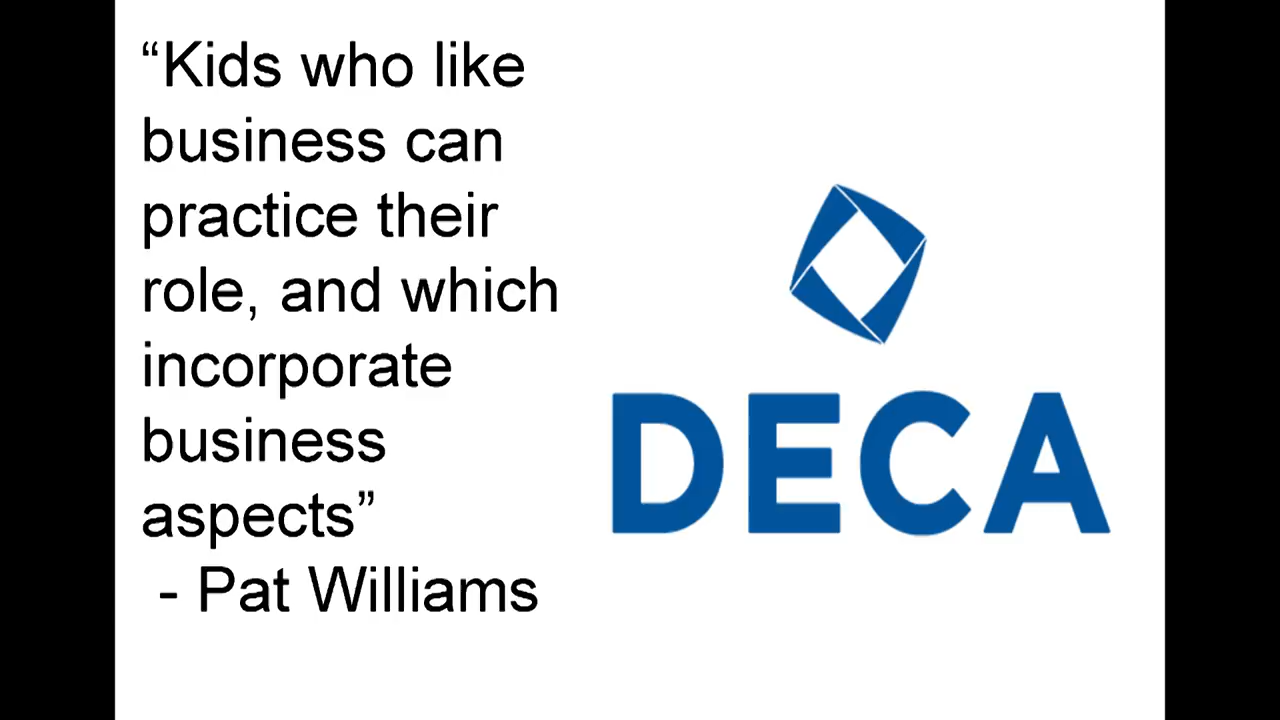 “Kids who like
business can
practice their
role, and which
incorporate
business
aspects”
- Pat Williams
DECA